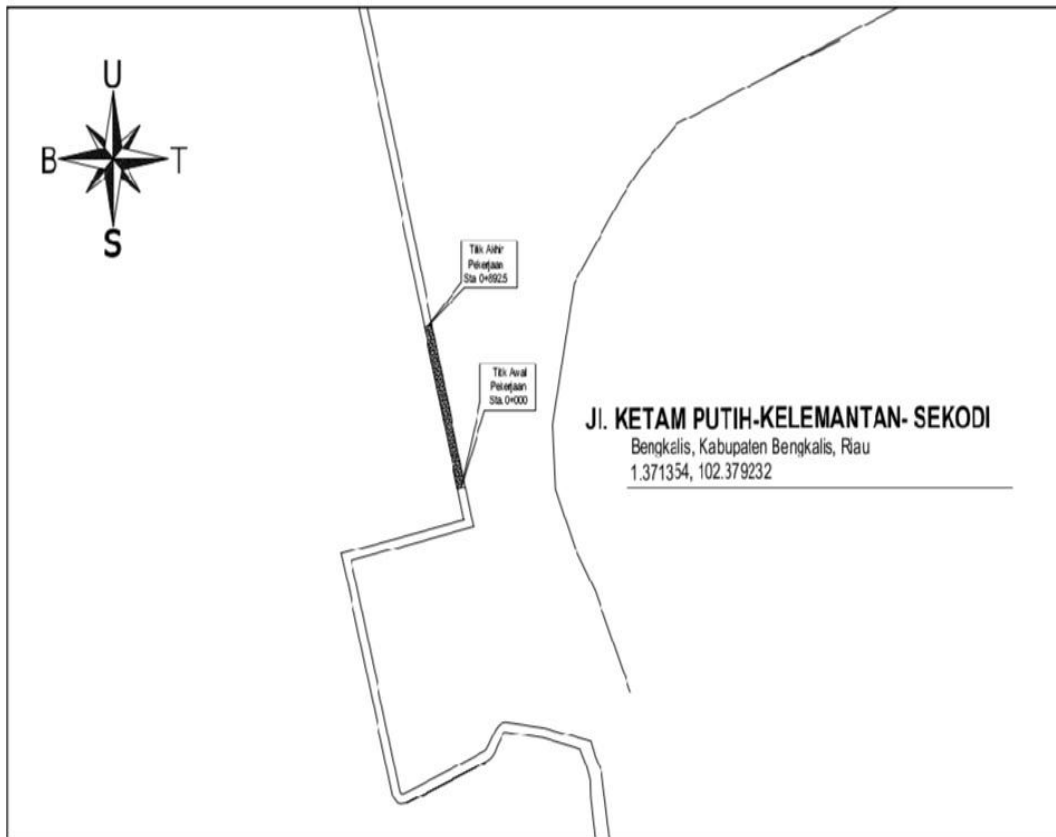 U
B T
S
Titik Akhir
Pekerjaan
Sta 0+892.5
Titik Awal
Pekerjaan
Sta 0+000
Jl. KETAM PUTIH-KELEMANTAN- SEKODI
Bengkalis, Kabupaten Bengkalis, Riau
1.371354, 102.379232